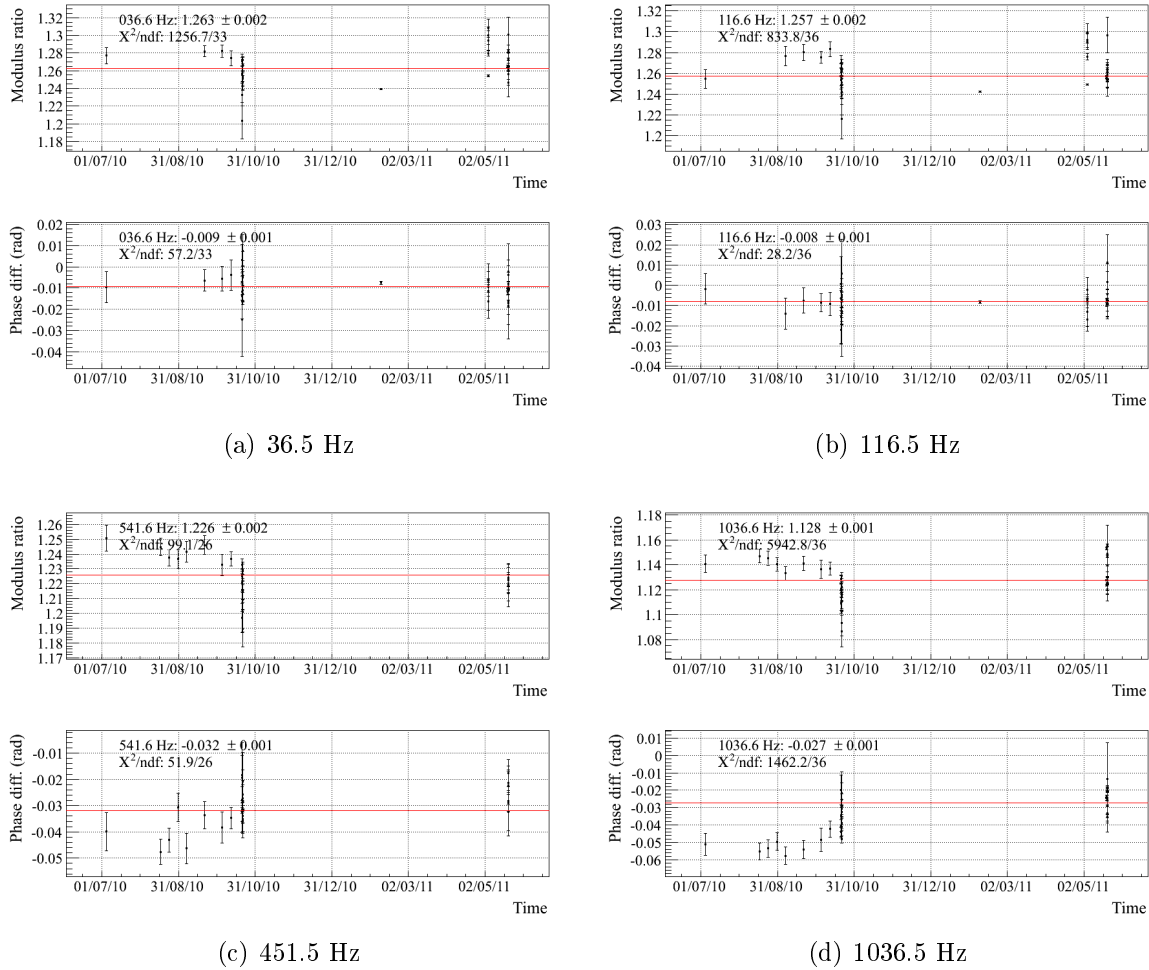 Modulus ratio
1.32
1.3
1.28
1.26
1.24
1.22
1.2
1.18
036.6 Hz: 1.263 ± 0.002
X²/ndf: 1256.7/33
01/07/10 31/08/10 31/10/10 31/12/10 02/03/11 02/05/11
Time
Phase diff. (rad)
0.02
0.01
0
-0.01
-0.02
-0.03
-0.04
036.6 Hz: -0.009 ± 0.001
X²/ndf: 57.2/33
01/07/10 31/08/10 31/10/10 31/12/10 02/03/11 02/05/11
Time
(a) 36.5 Hz
Modulus ratio
1.32
1.3
1.28
1.26
1.24
1.22
1.2
116.6 Hz: 1.257 ± 0.002
X²/ndf: 833.8/36
01/07/10 31/08/10 31/10/10 31/12/10 02/03/11 02/05/11
Time
Phase diff. (rad)
0.03
0.02
0.01
0
-0.01
-0.02
-0.03
-0.04
116.6 Hz: -0.008 ± 0.001
X²/ndf: 28.2/36
01/07/10 31/08/10 31/10/10 31/12/10 02/03/11 02/05/11
Time
(b) 116.5 Hz
Modulus ratio
1.26
1.25
1.24
1.23
1.22
1.21
1.2
1.19
1.18
1.17
541.6 Hz: 1.226 ± 0.002
X²/ndf: 99.1/26
01/07/10 31/08/10 31/10/10 31/12/10 02/03/11 02/05/11
Time
Phase diff. (rad)
-0.01
-0.02
-0.03
-0.04
-0.05
541.6 Hz: -0.032 ± 0.001
X²/ndf: 51.9/26
01/07/10 31/08/10 31/10/10 31/12/10 02/03/11 02/05/11
Time
(c) 451.5 Hz
Modulus ratio
1.18
1.16
1.14
1.12
1.1
1.08
1036.6 Hz: 1.128 ± 0.001
X²/ndf: 5942.8/36
01/07/10 31/08/10 31/10/10 31/12/10 02/03/11 02/05/11
Time
Phase diff. (rad)
0.01
0
-0.01
-0.02
-0.03
-0.04
-0.05
-0.06
1036.6 Hz: -0.027 ± 0.001
X²/ndf: 1462.2/36
01/07/10 31/08/10 31/10/10 31/12/10 02/03/11 02/05/11
Time
(d) 1036.5 Hz